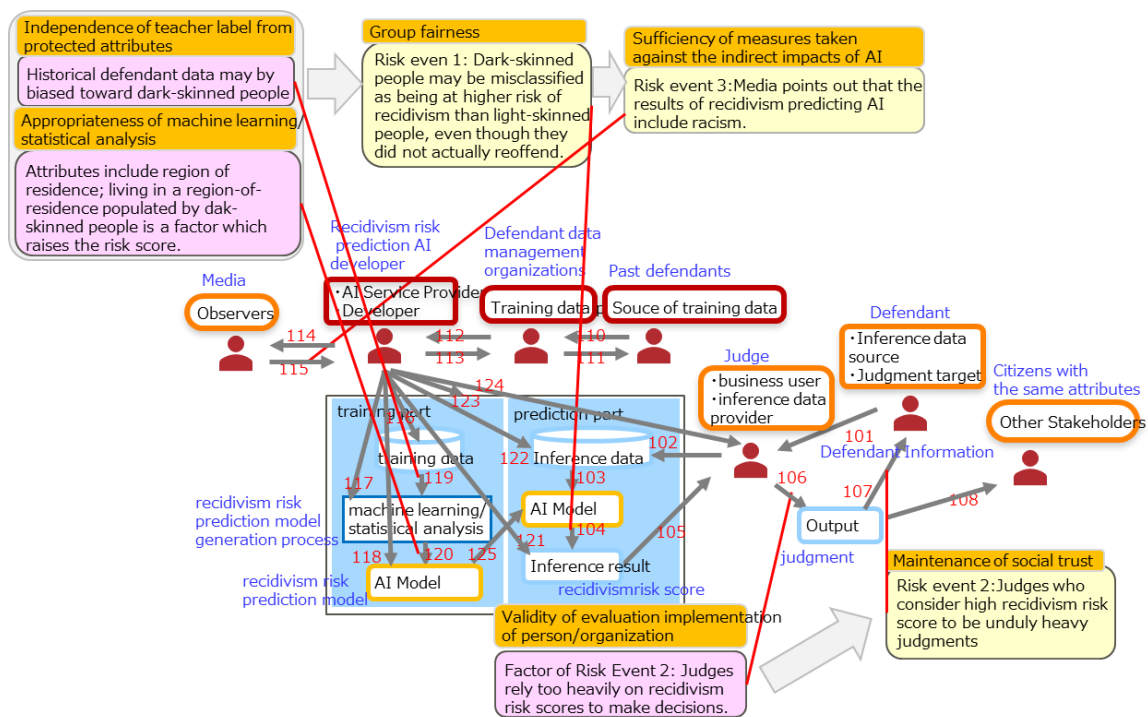 Independence of teacher label from
protected attributes
Historical defendant data may by
biased toward dark-skinned people
Appropriateness of machine learning/
statistical analysis
Attributes include region of
residence; living in a region-of-
residence populated by dak-
skinned people is a factor which
raises the risk score.
Group fairness
Risk even 1: Dark-skinned
people may be misclassified
as being at higher risk of
recidivism than light-skinned
people, even though they
did not actually reoffend.
Sufficiency of measures taken
against the indirect impacts of AI
Risk event 3:Media points out that the
results of recidivism predicting AI
include racism.
Media
Observers
Recidivism risk
prediction AI
developer
・AI Service Provider
Developer
Defendant data
management
organizations
Training data p
Past defendants
Souce of training data
Defendant
・Inference data
source
・Judgment target
Judge
・business user
・inference data
provider
Citizens with
the same attributes
Other Stakeholders
114
115
112
113
110
111
124
123
116
122
102
101
Defendant Information
training part
prediction part
training data
Inference data
117
119
103
106
107
108
recidivism risk
prediction model
generation process
machine learning/
statistical analysis
AI Model
104
105
Output
judgment
118
120
125
121
recidivism risk
prediction model
AI Model
Inference result
recidivismrisk score
Validity of evaluation implementation
of person/organization
Factor of Risk Event 2: Judges
rely too heavily on recidivism
risk scores to make decisions.
Maintenance of social trust
Risk event 2:Judges who
consider high recidivism risk
score to be unduly heavy
judgments